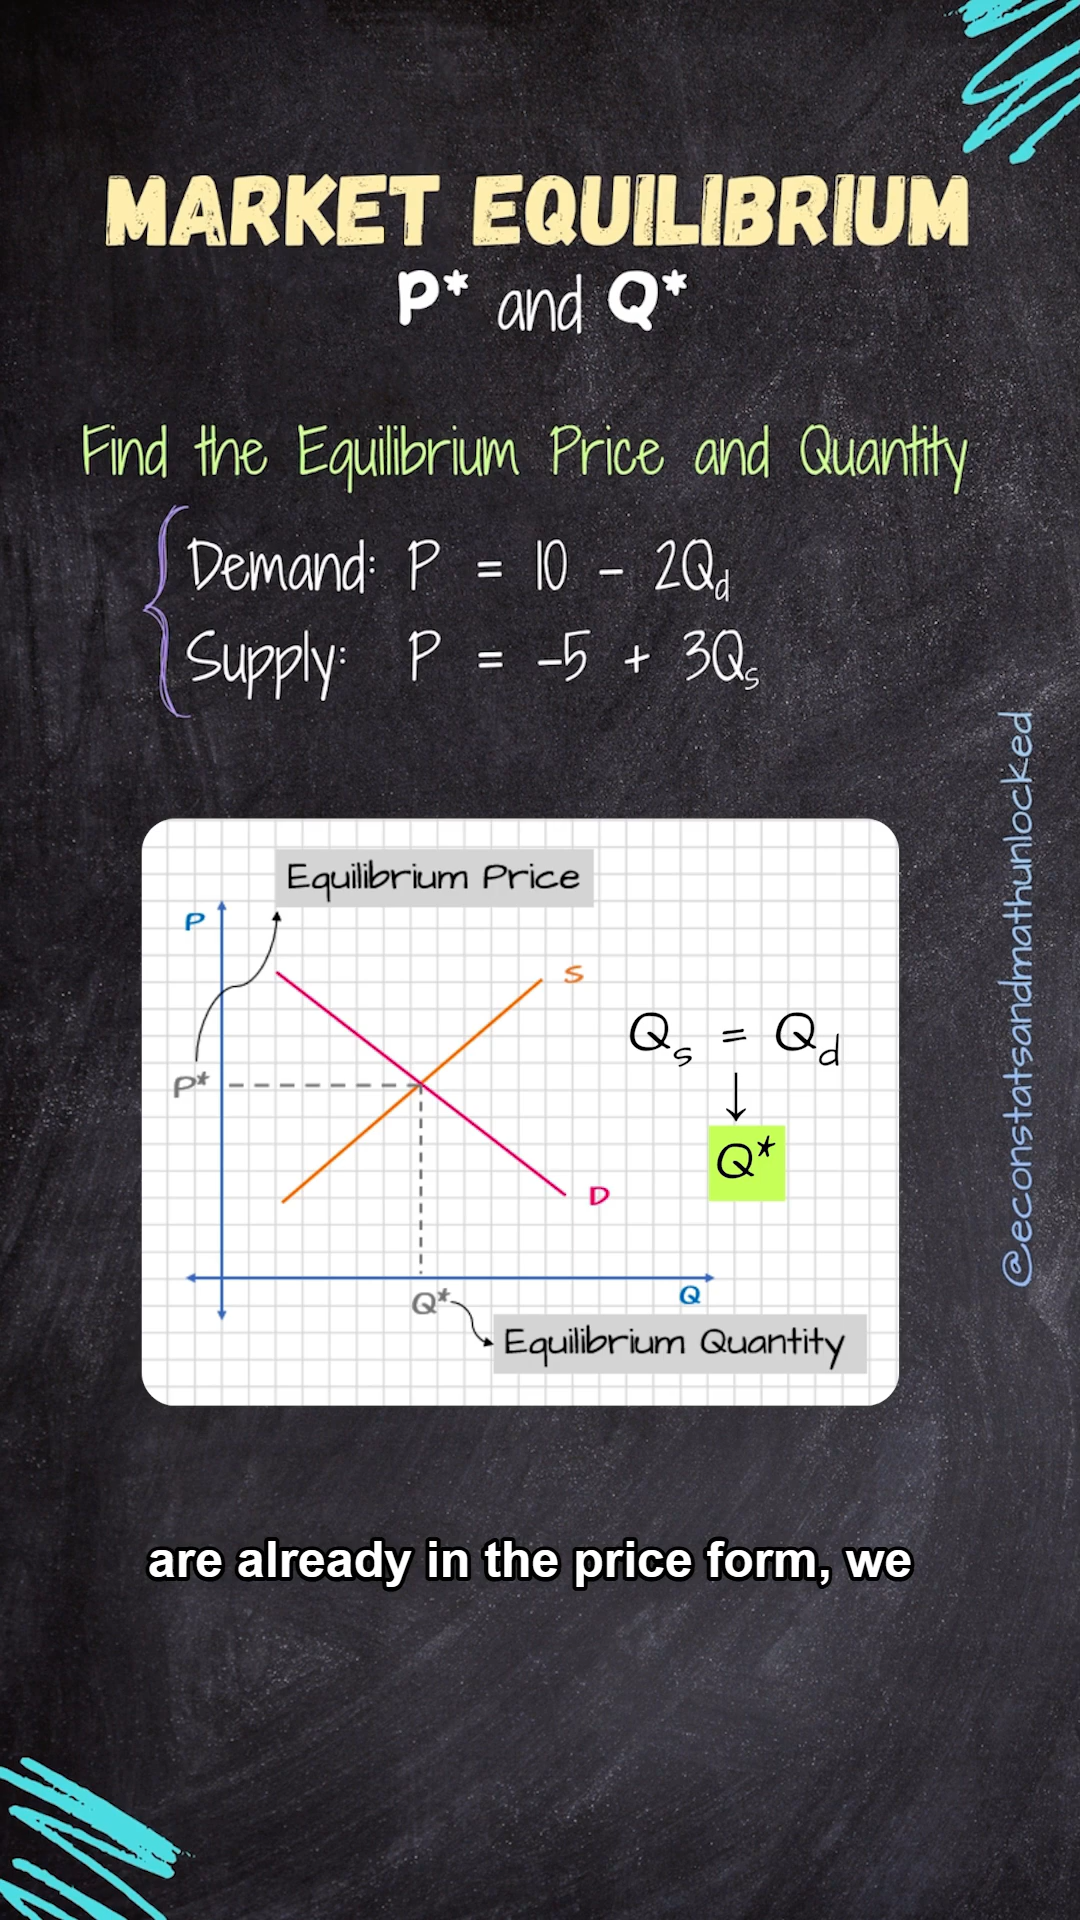 MARKET EQUILIBRIUM
P* and Q*
Find the Equilibrium Price and Quantity
Demand: P = 10 - 2Qd
Supply: P = -5 + 3Qs
@econstatsandmathunlocked
Equilibrium Price
P
S
Qs = Qd
P*
Q*
D
Q
Q*
Equilibrium Quantity
are already in the price form, we